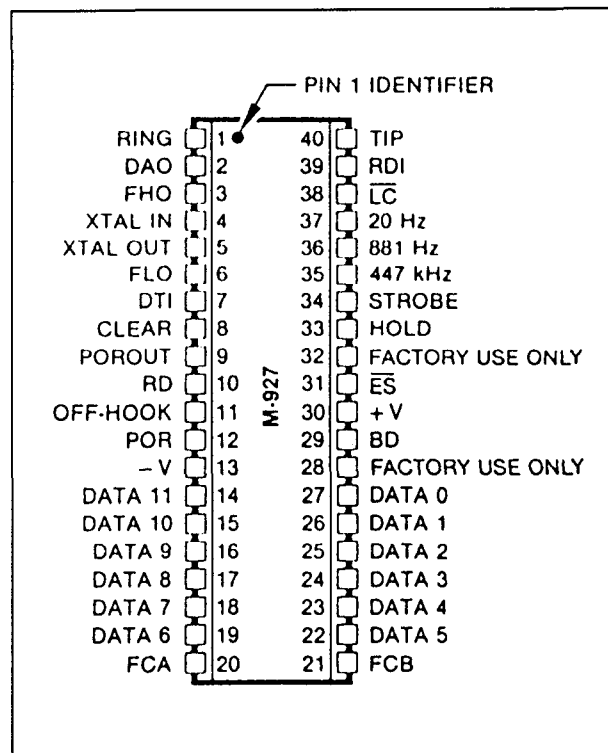 PIN 1 IDENTIFIER
RING 1 40 TIP
DAO 2 39 RDI
FHO 3 38 L̅C̅
XTAL IN 4 37 20 Hz
XTAL OUT 5 36 881 Hz
FLO 6 35 447 kHz
DTI 7 34 STROBE
CLEAR 8 33 HOLD
POROUT 9 32 FACTORY USE ONLY
RD 10 31 E̅S̅
OFF-HOOK 11 30 + V
POR 12 29 BD
– V 13 28 FACTORY USE ONLY
DATA 11 14 27 DATA 0
DATA 10 15 26 DATA 1
DATA 9 16 25 DATA 2
DATA 8 17 24 DATA 3
DATA 7 18 23 DATA 4
DATA 6 19 22 DATA 5
FCA 20 21 FCB
M-927